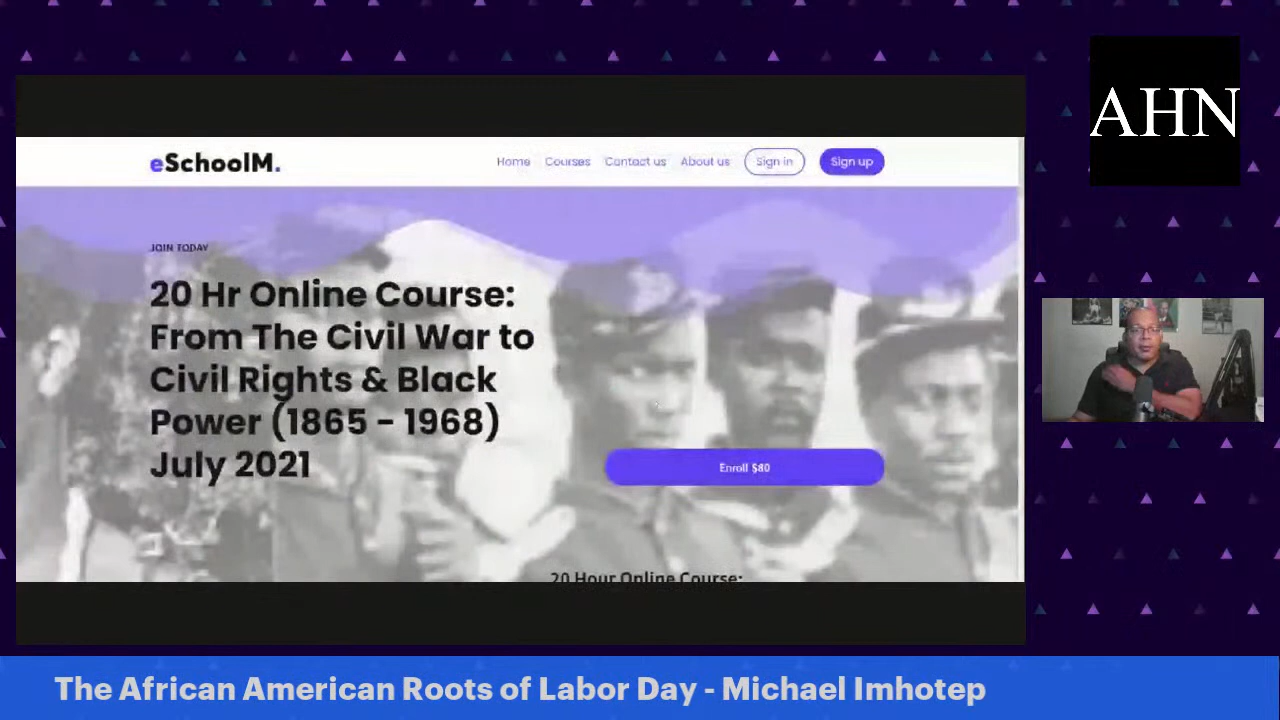 AHN
eSchoolM.
Home Courses Contact us About us Sign in Sign up
JOIN TODAY
20 Hr Online Course:
From The Civil War to
Civil Rights & Black
Power (1865 - 1968)
July 2021
Enroll $80
20 Hour Online Course:
The African American Roots of Labor Day - Michael Imhotep